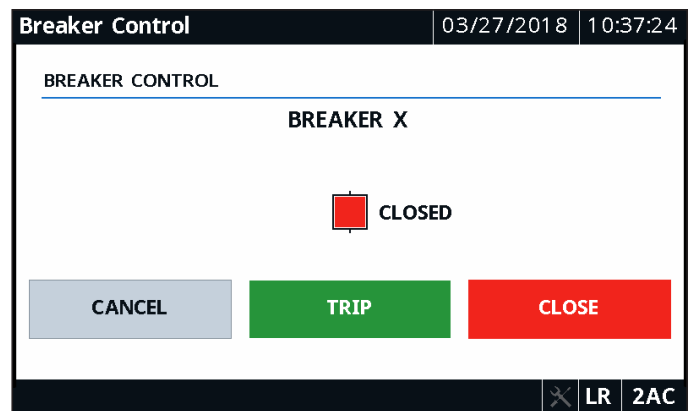 Breaker Control 03/27/2018 10:37:24
BREAKER CONTROL
BREAKER X
CLOSED
CANCEL TRIP CLOSE
LR 2AC